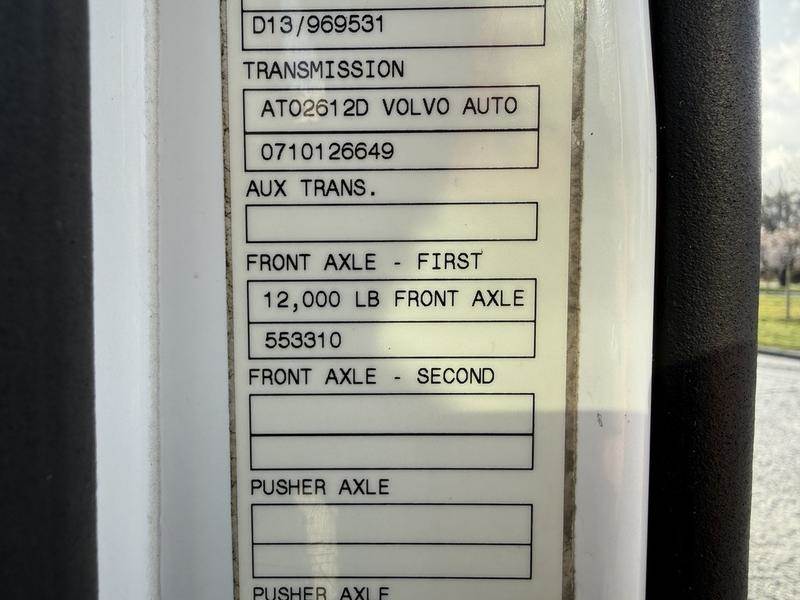 D13/969531
TRANSMISSION
ATO2612D VOLVO AUTO
0710126649
AUX TRANS.
FRONT AXLE - FIRST
12,000 LB FRONT AXLE
553310
FRONT AXLE - SECOND
PUSHER AXLE
PUSHER AXLE